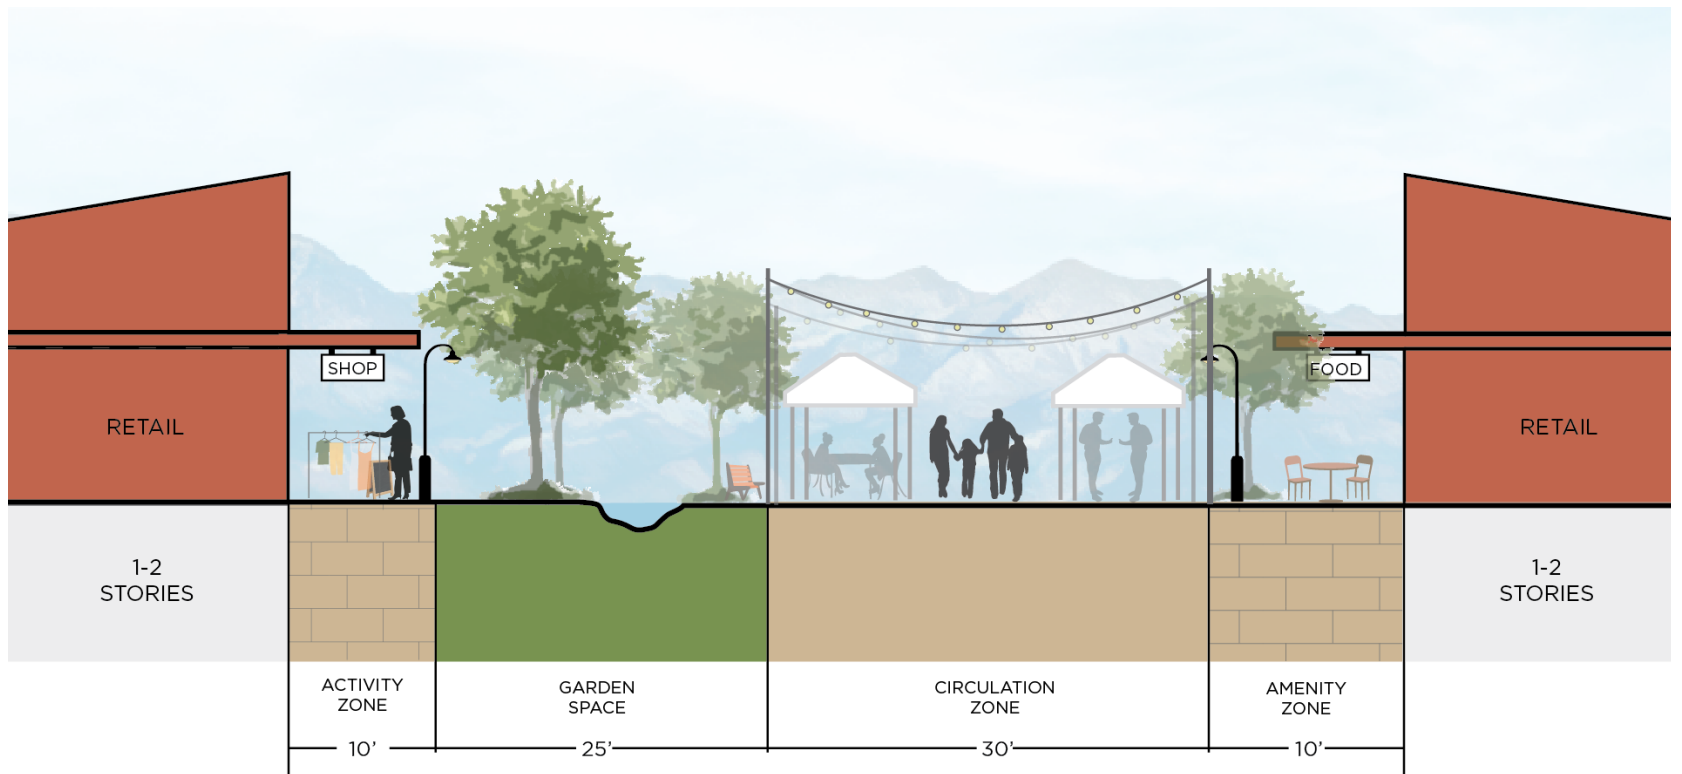 SHOP
FOOD
RETAIL
RETAIL
1-2
STORIES
1-2
STORIES
ACTIVITY
ZONE
GARDEN
SPACE
CIRCULATION
ZONE
AMENITY
ZONE
10'
25'
30'
10'